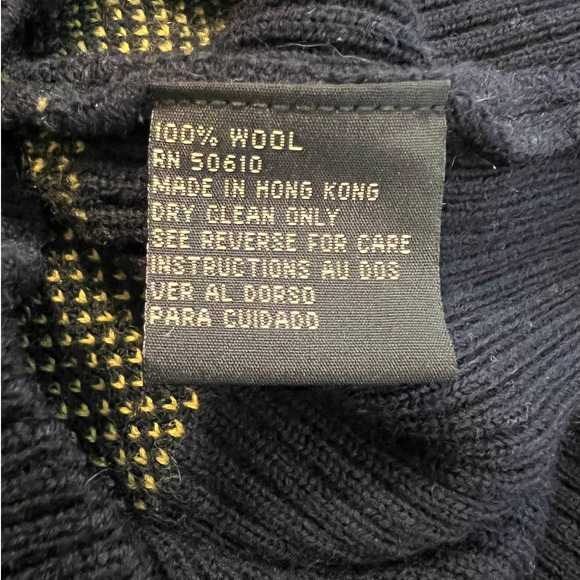 100% WOOL
RN 50610
MADE IN HONG KONG
DRY CLEAN ONLY
SEE REVERSE FOR CARE
INSTRUCTIONS AU DOS
VER AL DORSO
PARA CUIDADO